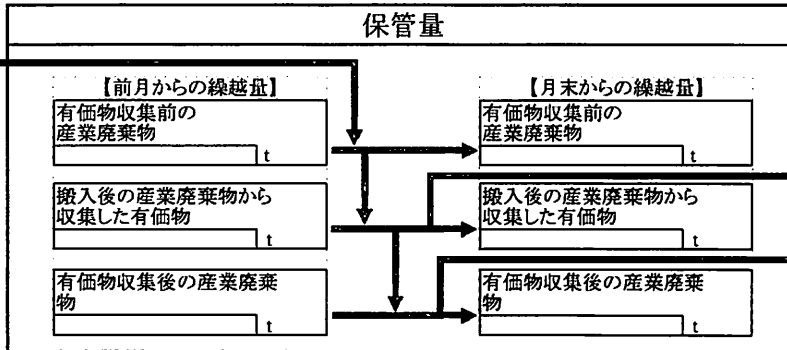 保管量
【前月からの繰越量】
有価物収集前の
産業廃棄物
t
搬入後の産業廃棄物から
収集した有価物
t
有価物収集後の産業廃棄
物
t
【月末からの繰越量】
有価物収集前の
産業廃棄物
t
搬入後の産業廃棄物から
収集した有価物
t
有価物収集後の産業廃棄
物
t